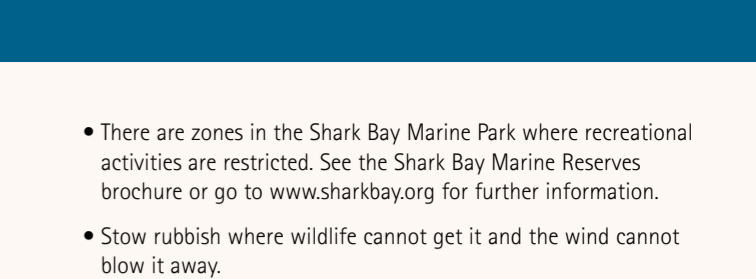 • There are zones in the Shark Bay Marine Park where recreational
activities are restricted. See the Shark Bay Marine Reserves
brochure or go to www.sharkbay.org for further information.
• Stow rubbish where wildlife cannot get it and the wind cannot
blow it away.